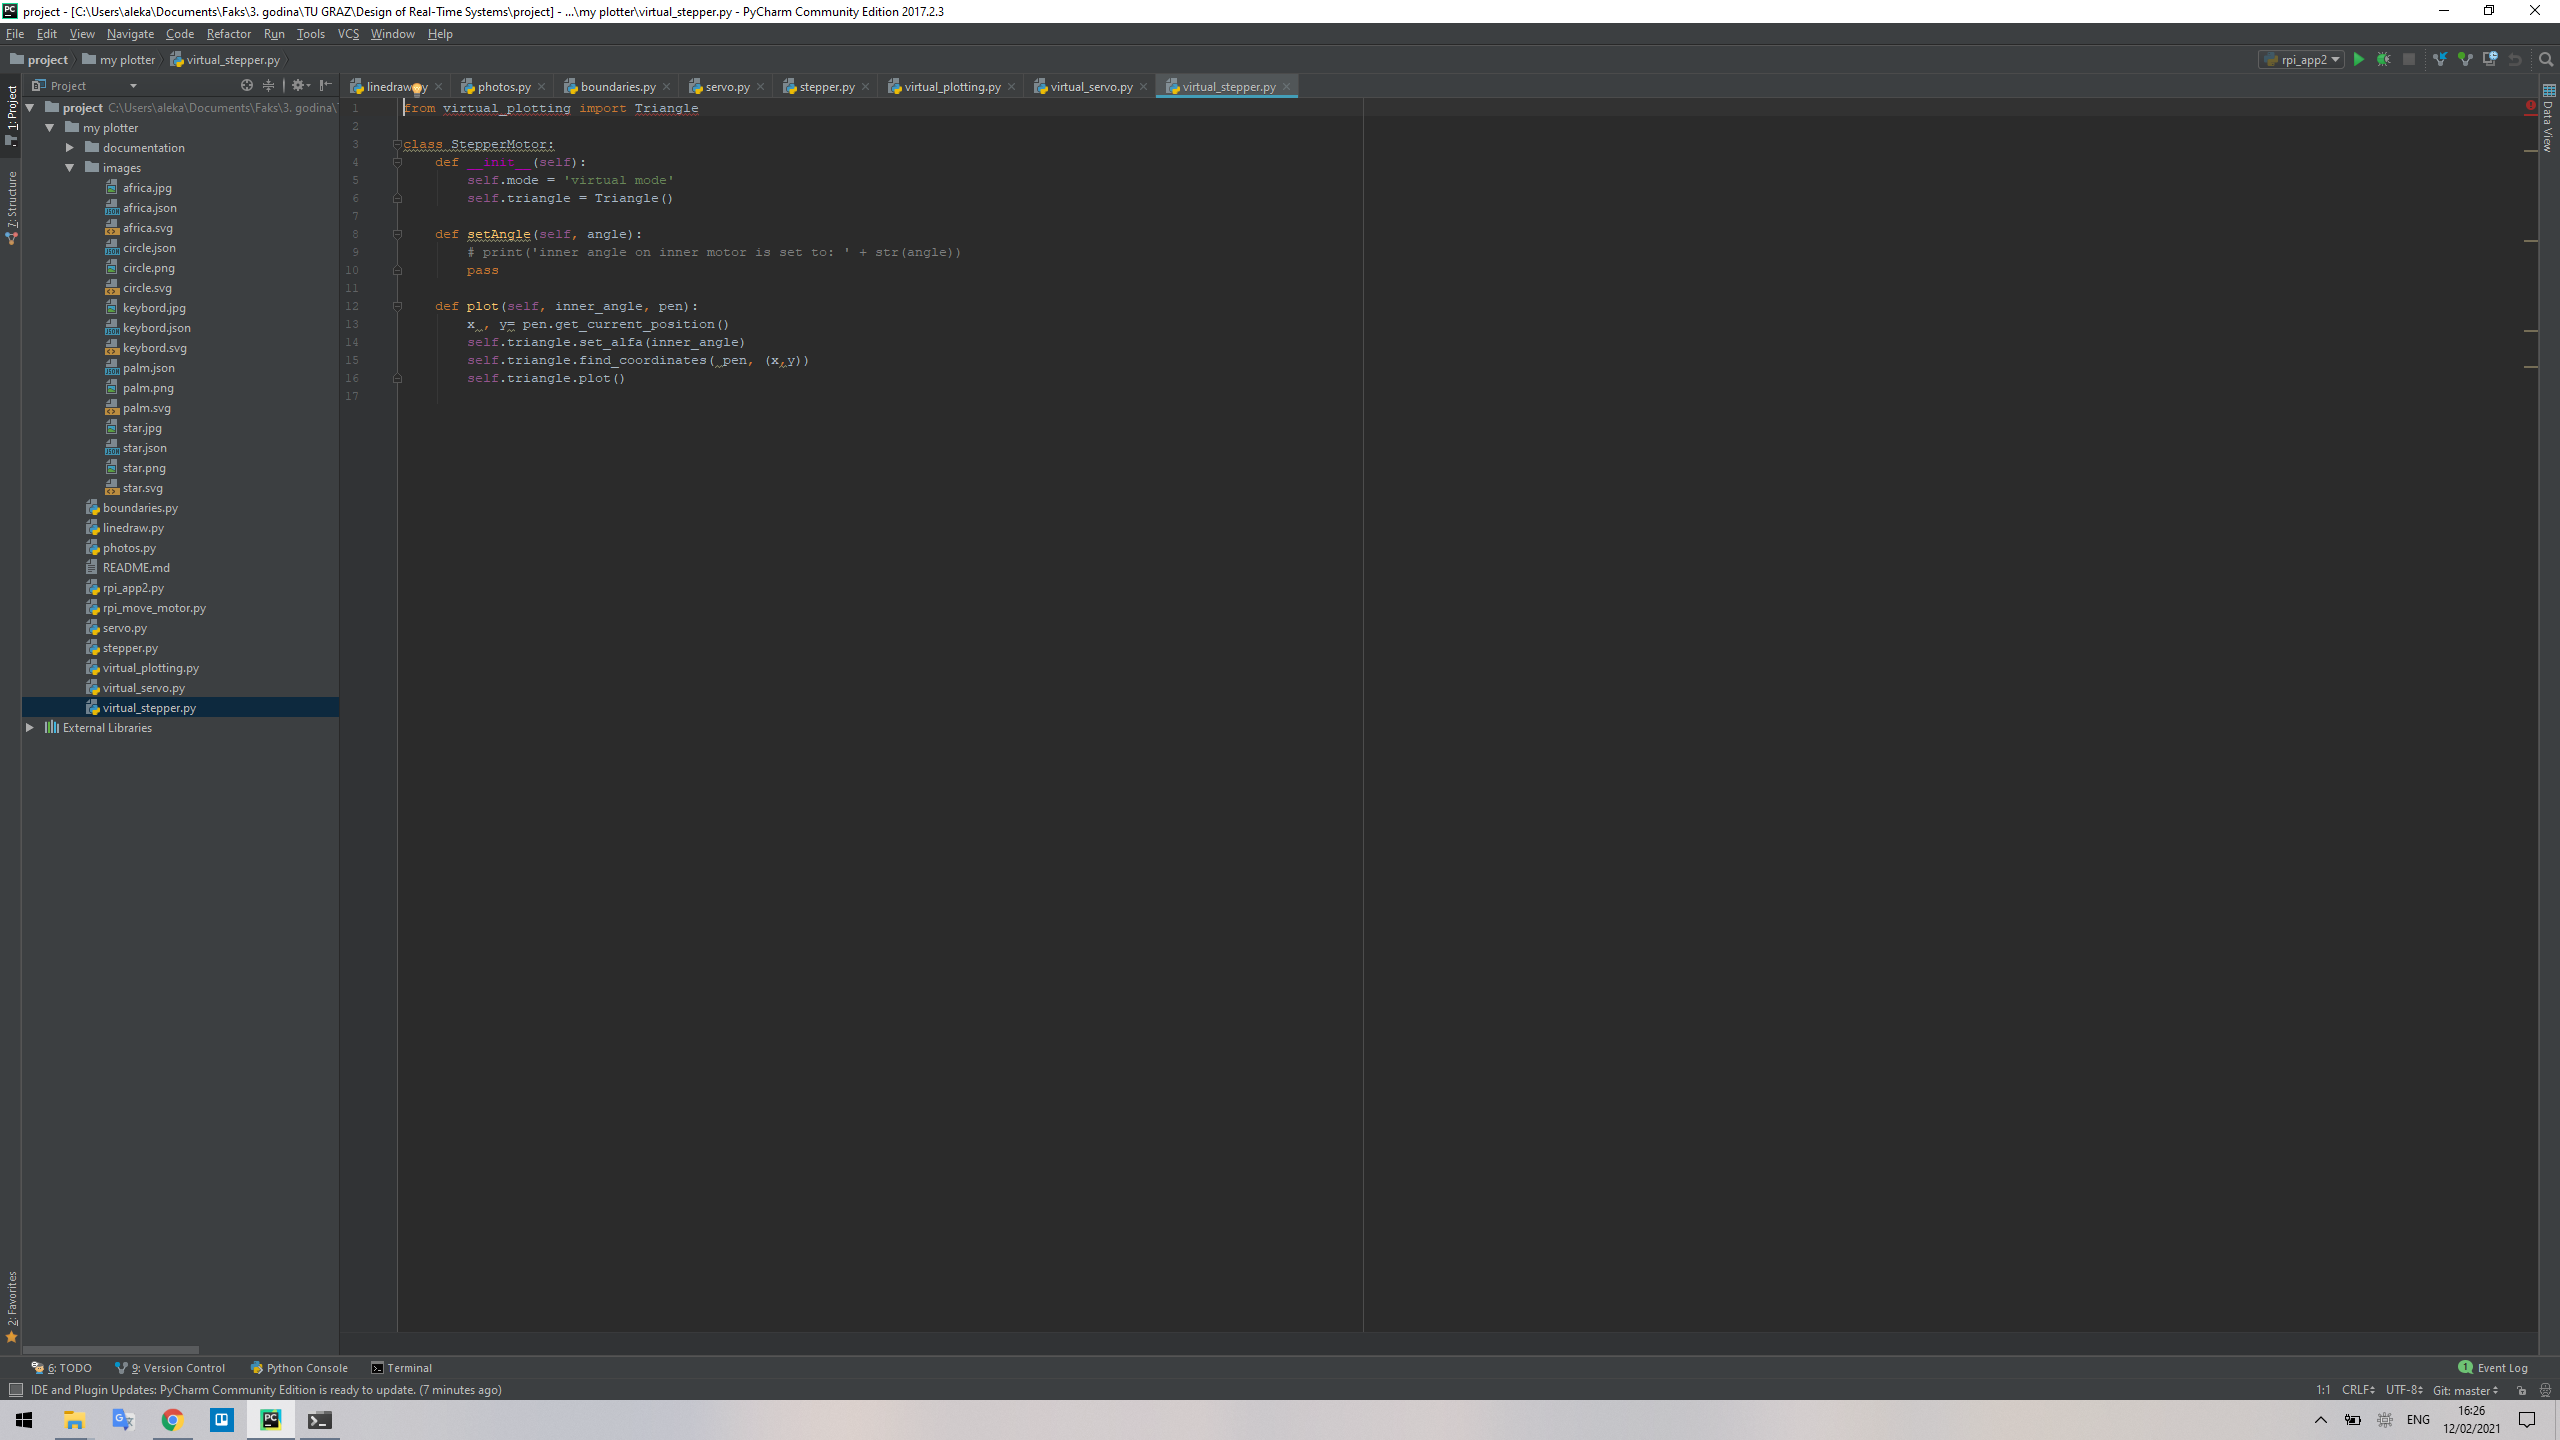 project - [C:\Users\aleka\Documents\Faks\3. godina\TU GRAZ\Design of Real-Time Systems\project] - ...\my plotter\virtual_stepper.py - PyCharm Community Edition 2017.2.3
File Edit View Navigate Code Refactor Run Tools VCS Window Help
project my plotter virtual_stepper.py rpi_app2
Project
linedraw.py photos.py boundaries.py servo.py stepper.py virtual_plotting.py virtual_servo.py virtual_stepper.py
1: Project
7: Structure
2: Favorites
project C:\Users\aleka\Documents\Faks\3. godina\
my plotter
documentation
images
africa.jpg
africa.json
africa.svg
circle.json
circle.png
circle.svg
keybord.jpg
keybord.json
keybord.svg
palm.json
palm.png
palm.svg
star.jpg
star.json
star.png
star.svg
boundaries.py
linedraw.py
photos.py
README.md
rpi_app2.py
rpi_move_motor.py
servo.py
stepper.py
virtual_plotting.py
virtual_servo.py
virtual_stepper.py
External Libraries
1 from virtual_plotting import Triangle
2
3 class StepperMotor:
4 def __init__(self):
5 self.mode = 'virtual mode'
6 self.triangle = Triangle()
7
8 def setAngle(self, angle):
9 # print('inner angle on inner motor is set to: ' + str(angle))
10 pass
11
12 def plot(self, inner_angle, pen):
13 x , y= pen.get_current_position()
14 self.triangle.set_alfa(inner_angle)
15 self.triangle.find_coordinates( pen, (x,y))
16 self.triangle.plot()
17
Data View
6: TODO 9: Version Control Python Console Terminal 1 Event Log
IDE and Plugin Updates: PyCharm Community Edition is ready to update. (7 minutes ago) 1:1 CRLF UTF-8 Git: master
ENG 16:26
12/02/2021